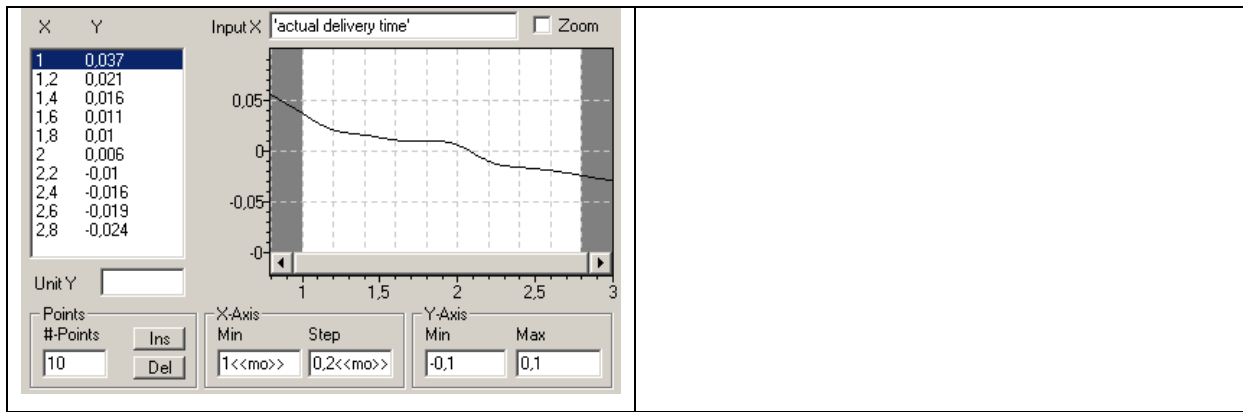 X Y Input X 'actual delivery time' Zoom
1 0,037
1,2 0,021
1,4 0,016
1,6 0,011
1,8 0,01
2 0,006
2,2 -0,01
2,4 -0,016
2,6 -0,019
2,8 -0,024
0,05
0
-0,05
-0
1 1,5 2 2,5 3
Unit Y
Points
#-Points Ins
10 Del
X-Axis
Min Step
1<<mo>> 0,2<<mo>>
Y-Axis
Min Max
-0,1 0,1